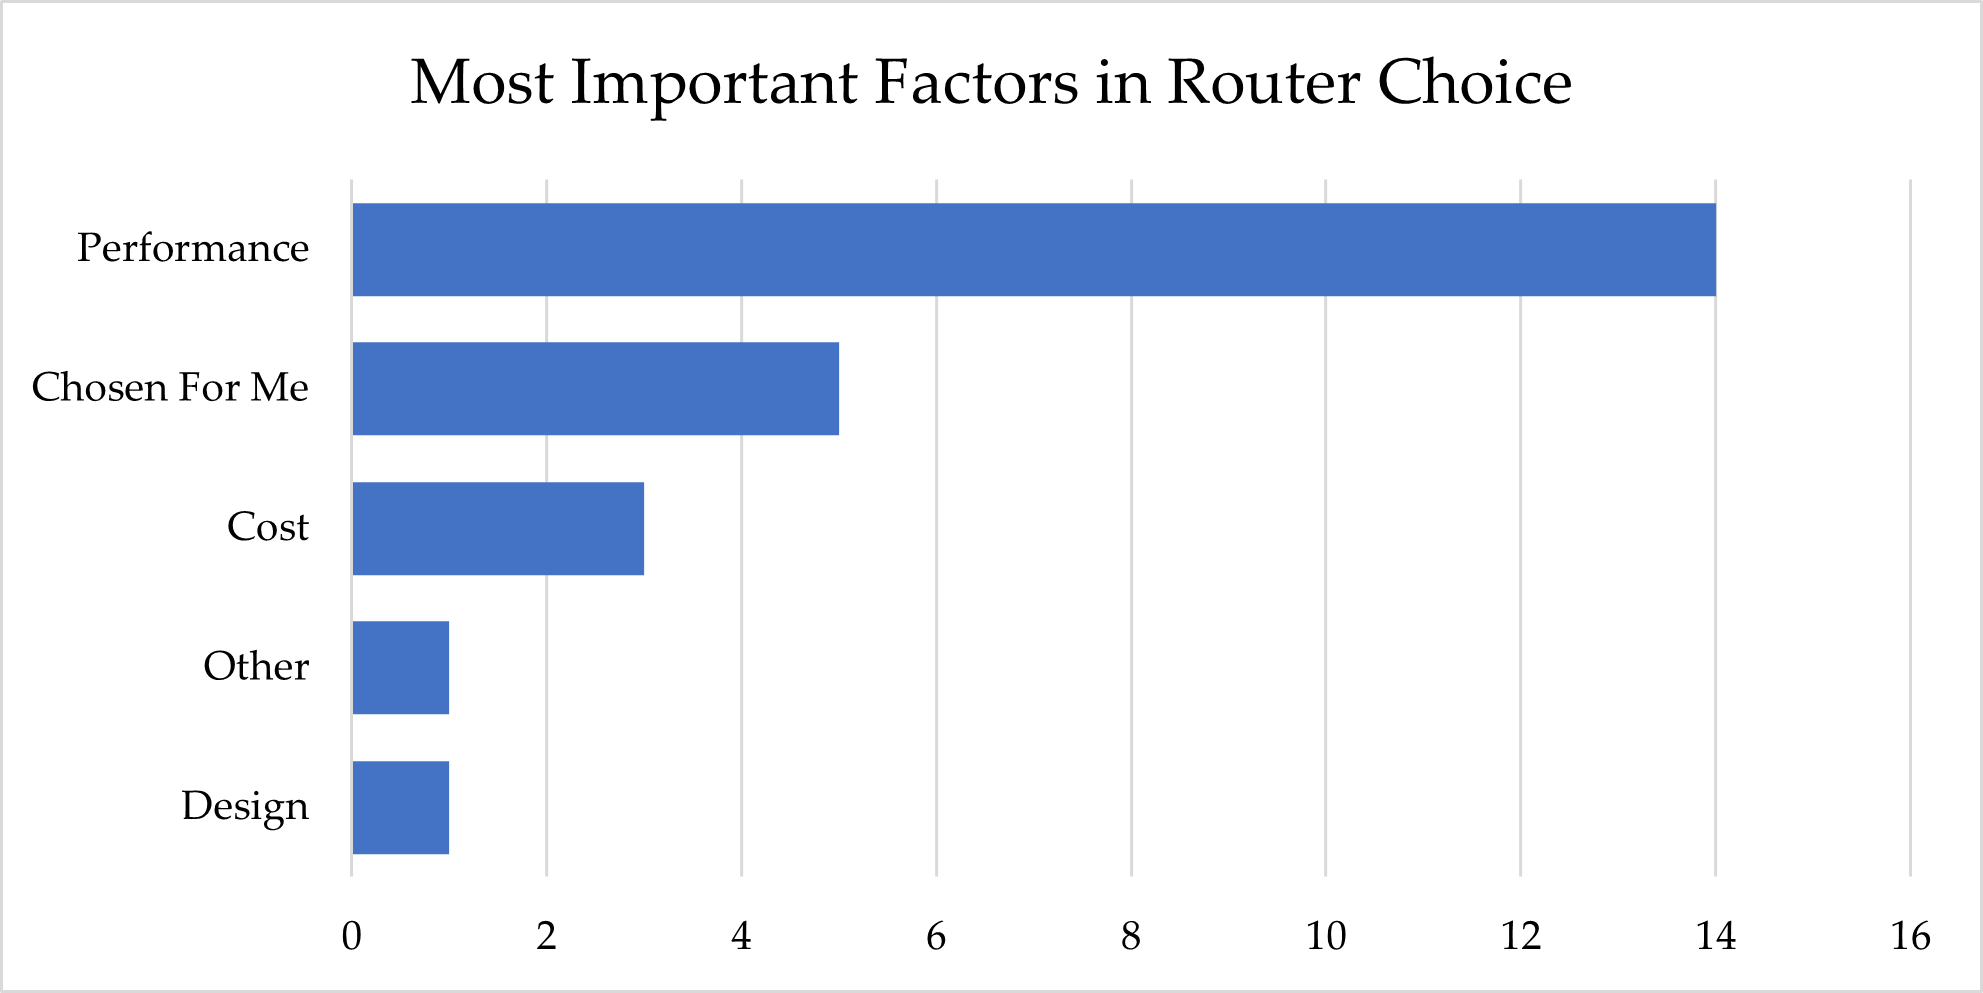 Most Important Factors in Router Choice
Performance
Chosen For Me
Cost
Other
Design
0 2 4 6 8 10 12 14 16